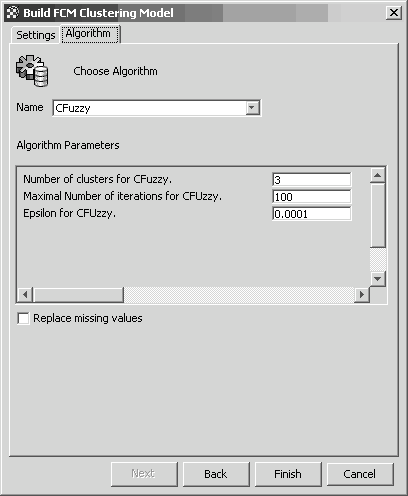 Build FCM Clustering Model
Settings Algorithm
Choose Algorithm
Name CFuzzy
Algorithm Parameters
Number of clusters for CFuzzy. 3
Maximal Number of iterations for CFUzzy. 100
Epsilon for CFUzzy. 0.0001
Replace missing values
Next Back Finish Cancel